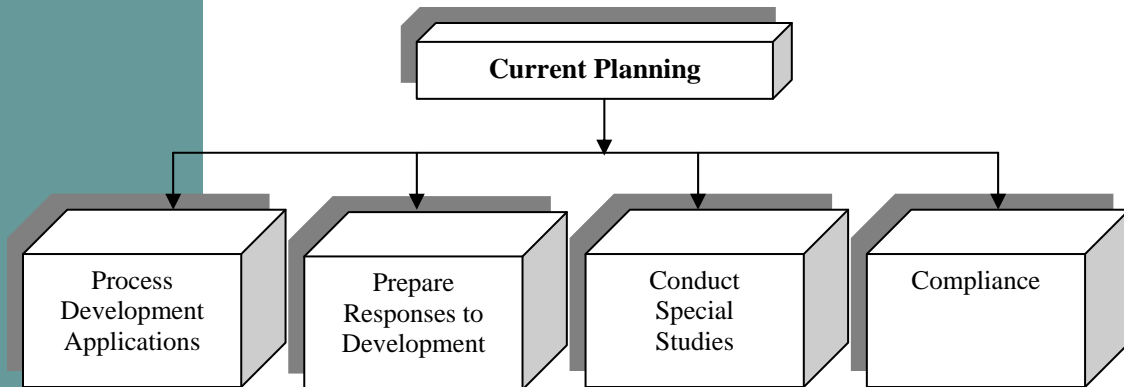 Current Planning
Process
Development
Applications
Prepare
Responses to
Development
Conduct
Special
Studies
Compliance